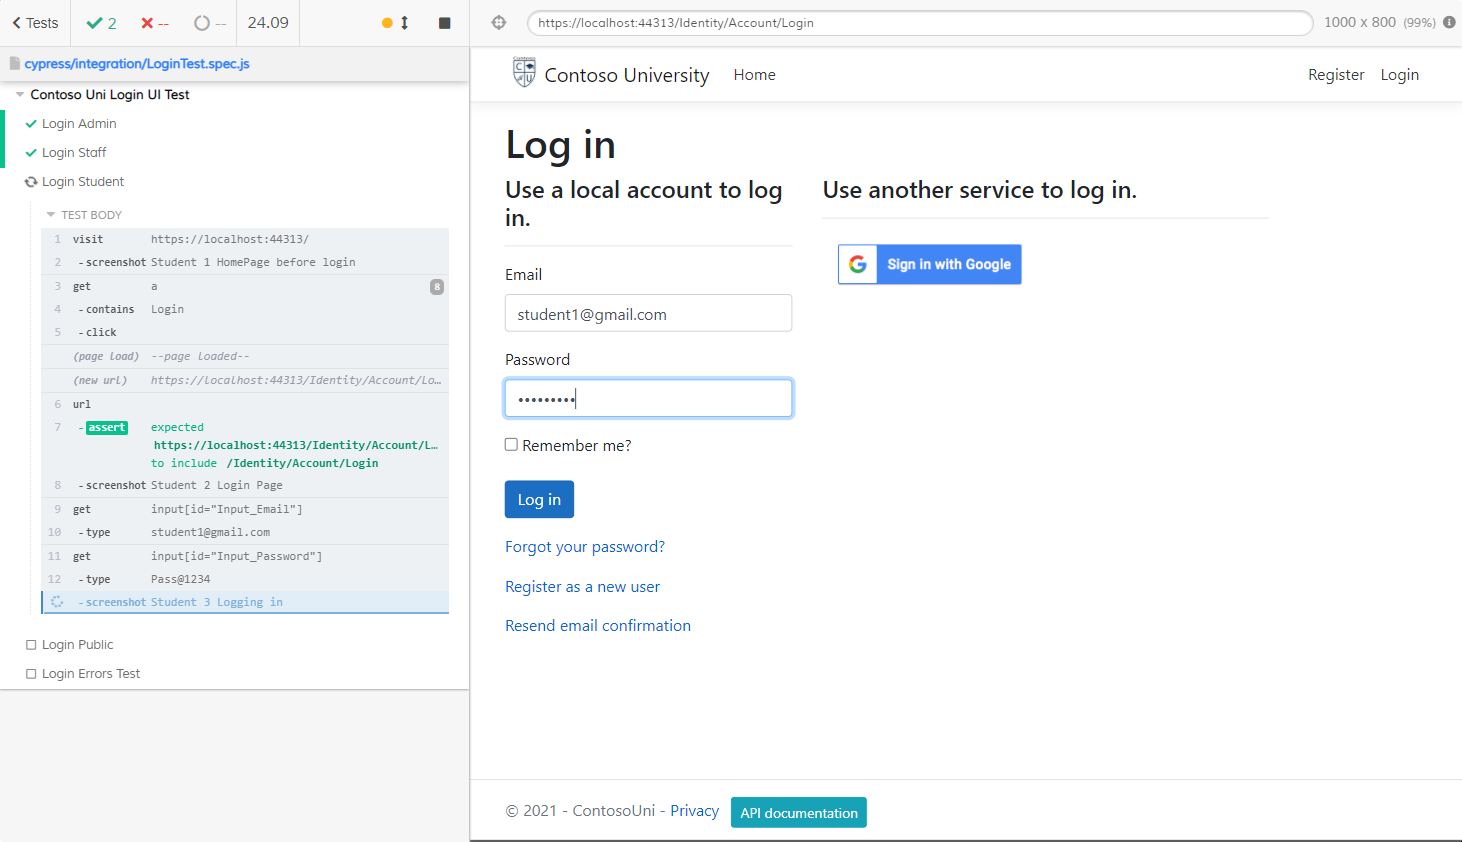 Tests 2 -- -- 24.09
https://localhost:44313/Identity/Account/Login 1000 x 800 (99%)
cypress/integration/LoginTest.spec.js
Contoso Uni Login UI Test
Login Admin
Login Staff
Login Student
TEST BODY
1 visit https://localhost:44313/
2 -screenshot Student 1 HomePage before login
3 get a 8
4 -contains Login
5 -click
(page load) --page loaded--
(new url) https://localhost:44313/Identity/Account/Lo…
6 url
7 -assert expected
https://localhost:44313/Identity/Account/L…
to include /Identity/Account/Login
8 -screenshot Student 2 Login Page
9 get input[id="Input_Email"]
10 -type student1@gmail.com
11 get input[id="Input_Password"]
12 -type Pass@1234
-screenshot Student 3 Logging in
Login Public
Login Errors Test
Contoso University Home Register Login
Log in
Use a local account to log
in.
Email
student1@gmail.com
Password
•••••••••
Remember me?
Log in
Forgot your password?
Register as a new user
Resend email confirmation
Use another service to log in.
Sign in with Google
© 2021 - ContosoUni - Privacy API documentation